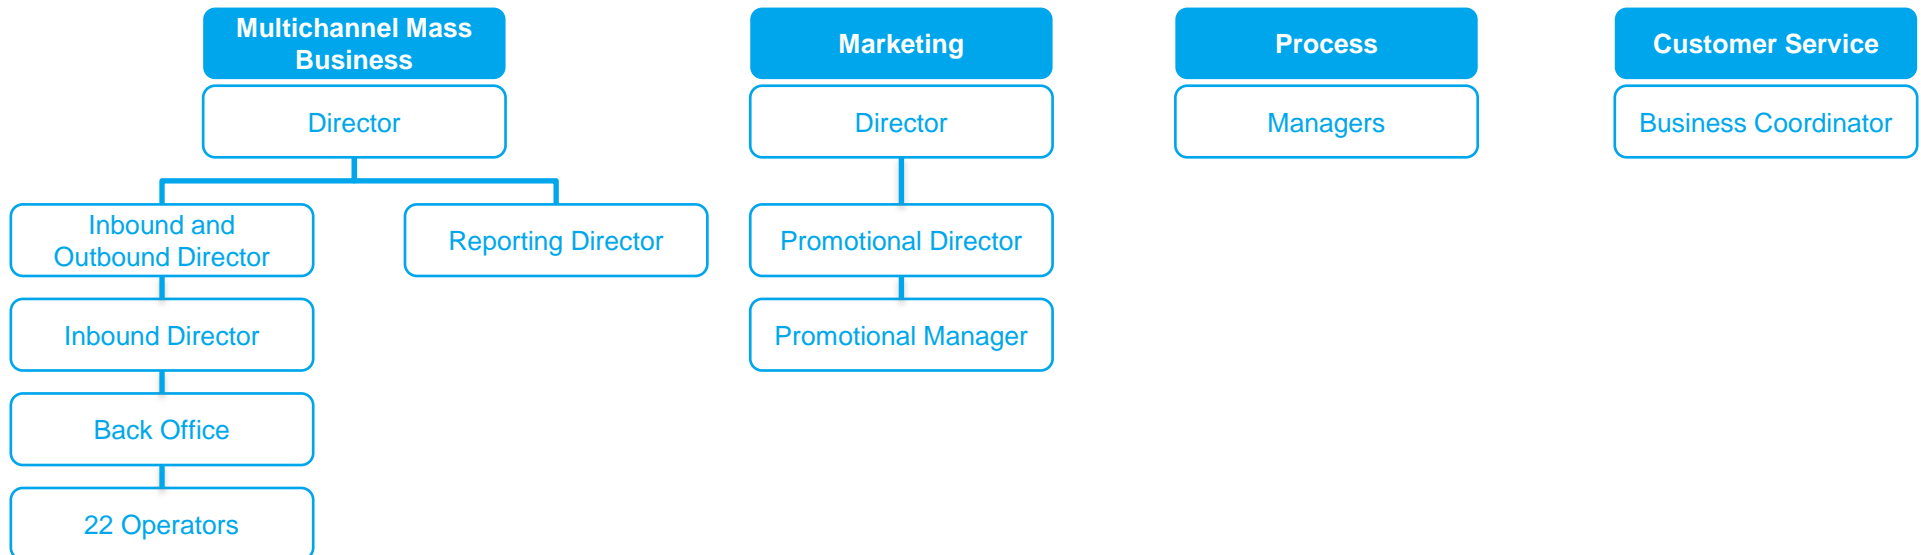 Multichannel Mass
Business
Marketing
Process
Customer Service
Director
Director
Managers
Business Coordinator
Inbound and
Outbound Director
Reporting Director
Promotional Director
Inbound Director
Promotional Manager
Back Office
22 Operators